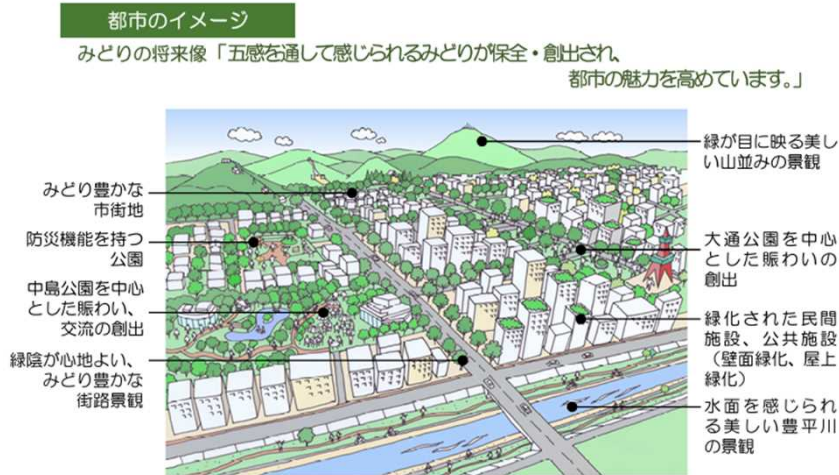 都市のイメージ
みどりの将来像「五感を通して感じられるみどりが保全・創出され、
都市の魅力を高めています。」
緑が目に映る美し
い山並みの景観
みどり豊かな
市街地
防災機能を持つ
公園
大通公園を中心
とした賑わいの
創出
中島公園を中心
とした賑わい、
交流の創出
緑化された民間
施設、公共施設
（壁面緑化、屋上
緑化）
緑陰が心地よい、
みどり豊かな
街路景観
水面を感じられ
る美しい豊平川
の景観